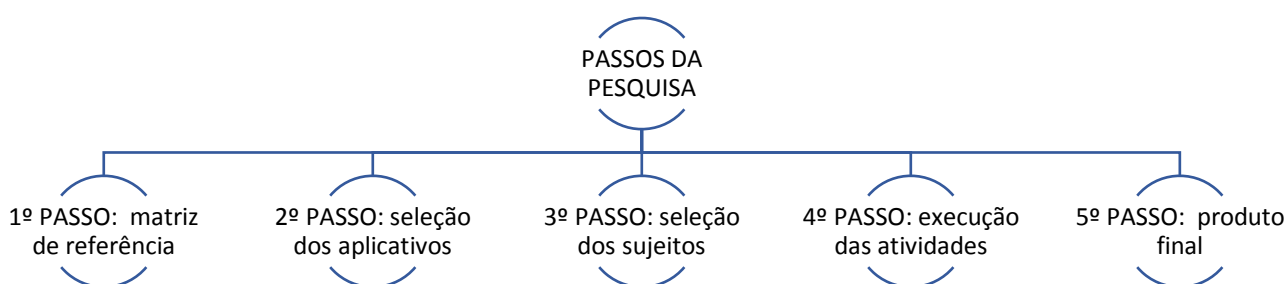 PASSOS DA
PESQUISA
1º PASSO: matriz
de referência
2º PASSO: seleção
dos aplicativos
3º PASSO: seleção
dos sujeitos
4º PASSO: execução
das atividades
5º PASSO: produto
final